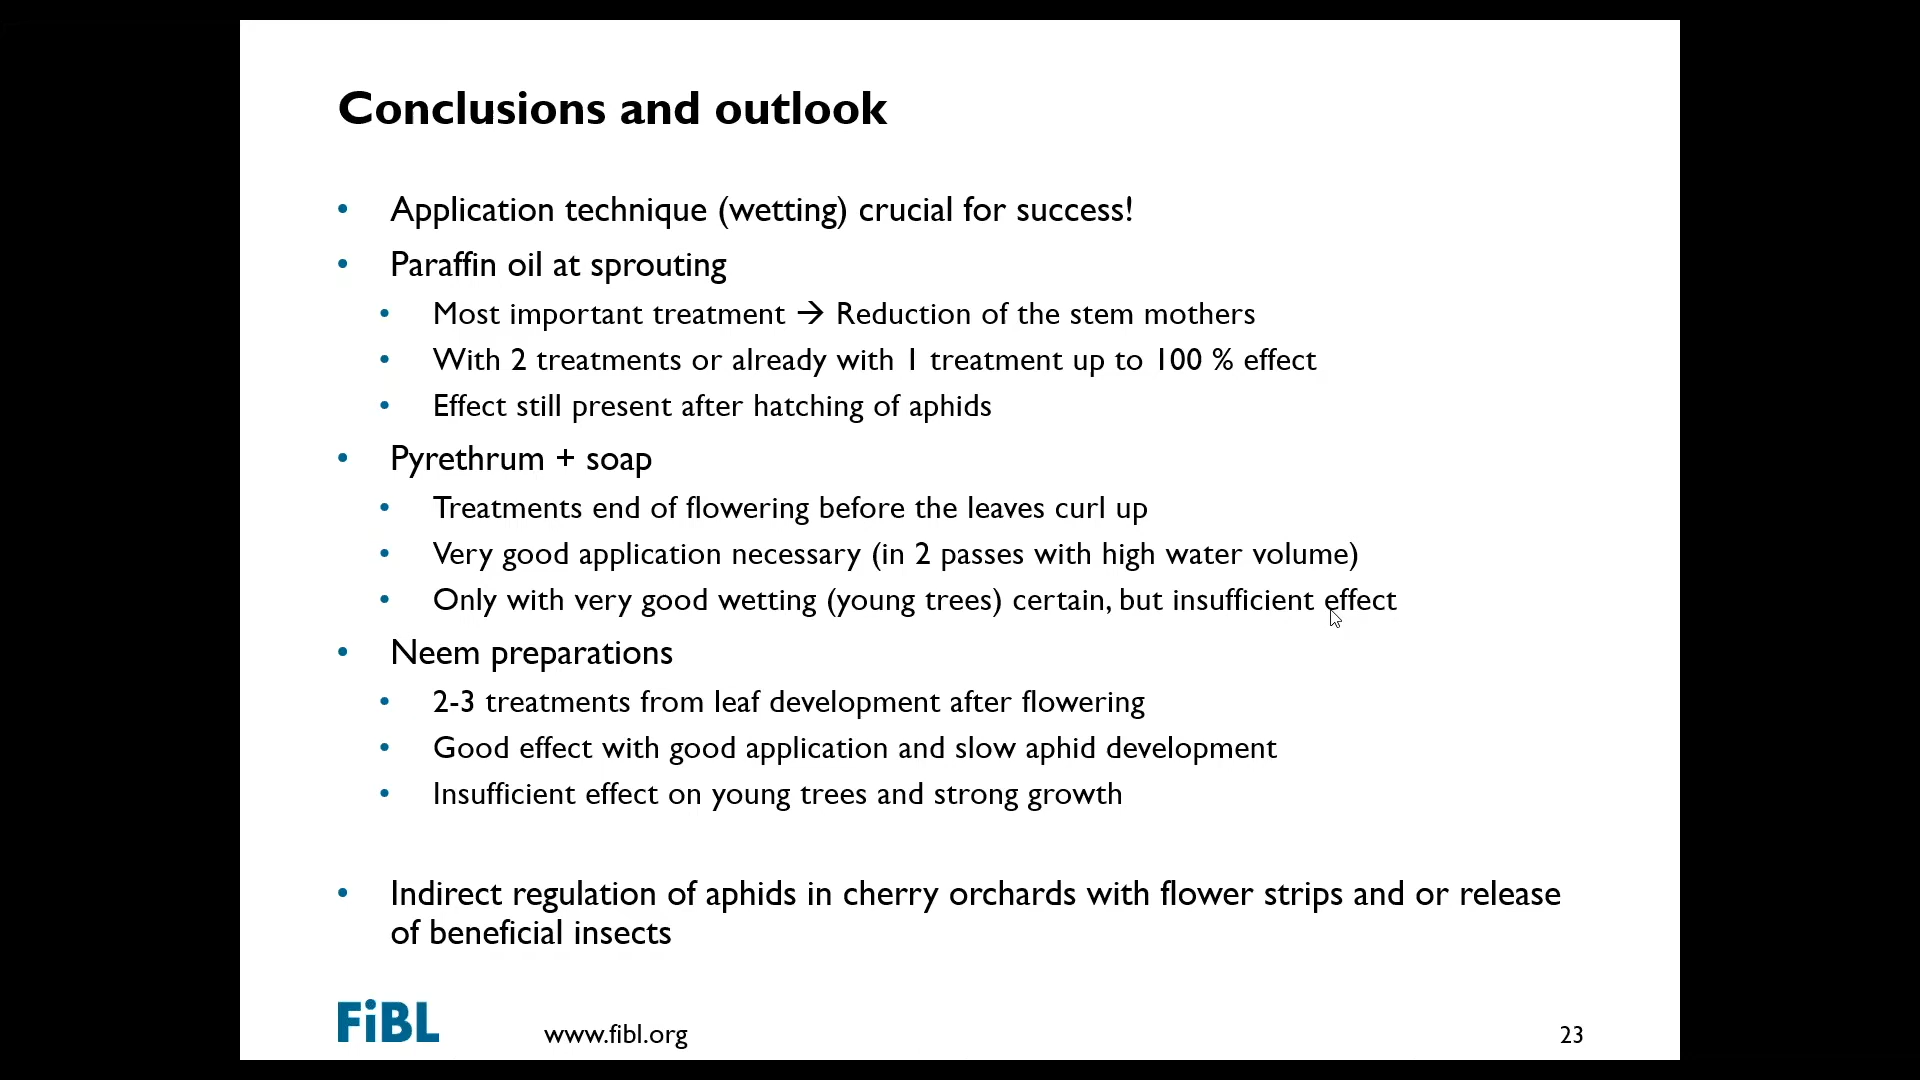 Conclusions and outlook
• Application technique (wetting) crucial for success!
• Paraffin oil at sprouting
• Most important treatment → Reduction of the stem mothers
• With 2 treatments or already with 1 treatment up to 100 % effect
• Effect still present after hatching of aphids
• Pyrethrum + soap
• Treatments end of flowering before the leaves curl up
• Very good application necessary (in 2 passes with high water volume)
• Only with very good wetting (young trees) certain, but insufficient effect
• Neem preparations
• 2-3 treatments from leaf development after flowering
• Good effect with good application and slow aphid development
• Insufficient effect on young trees and strong growth
• Indirect regulation of aphids in cherry orchards with flower strips and or release
of beneficial insects
FiBL
www.fibl.org
23